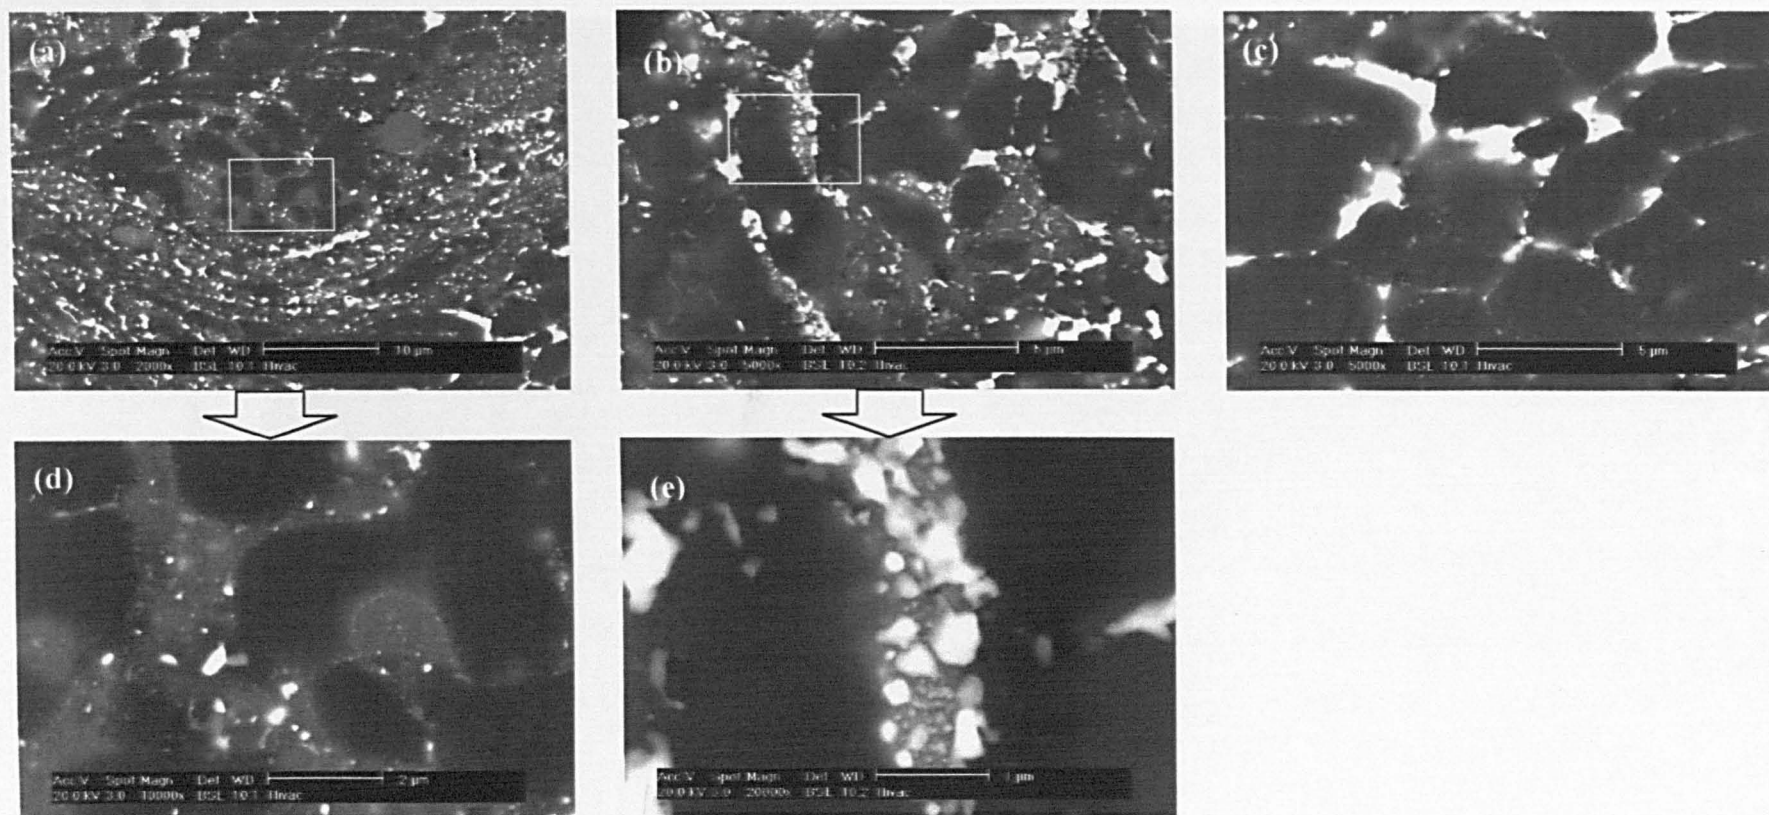 (a)
Acc.V Spot Magn Det WD 10 µm
20.0 kV 3.0 2000x BSE 10.1 Hivac
(b)
Acc.V Spot Magn Det WD 5 µm
20.0 kV 3.0 5000x BSE 10.2 Hivac
(c)
Acc.V Spot Magn Det WD 5 µm
20.0 kV 3.0 5000x BSE 10.1 Hivac
(d)
Acc.V Spot Magn Det WD 2 µm
20.0 kV 3.0 10000x BSE 10.1 Hivac
(e)
Acc.V Spot Magn Det WD 1 µm
20.0 kV 3.0 20000x BSE 10.2 Hivac